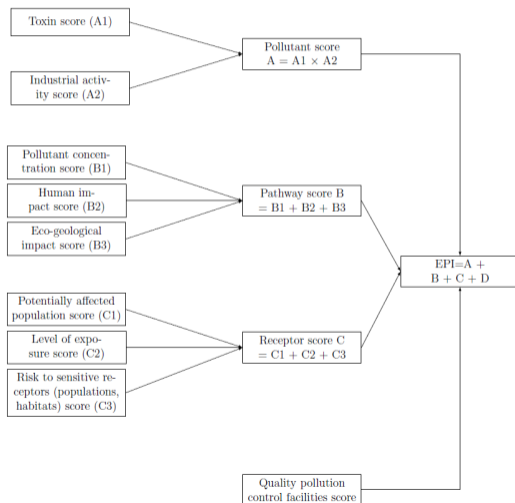 Toxin score (A1)
Industrial activ-
ity score (A2)
Pollutant score
A = A1 × A2
Pollutant concen-
tration score (B1)
Human im-
pact score (B2)
Eco-geological
impact score (B3)
Pathway score B
= B1 + B2 + B3
EPI=A +
B + C + D
Potentially affected
population score (C1)
Level of expo-
sure score (C2)
Risk to sensitive re-
ceptors (populations,
habitats) score (C3)
Receptor score C
= C1 + C2 + C3
Quality pollution
control facilities score